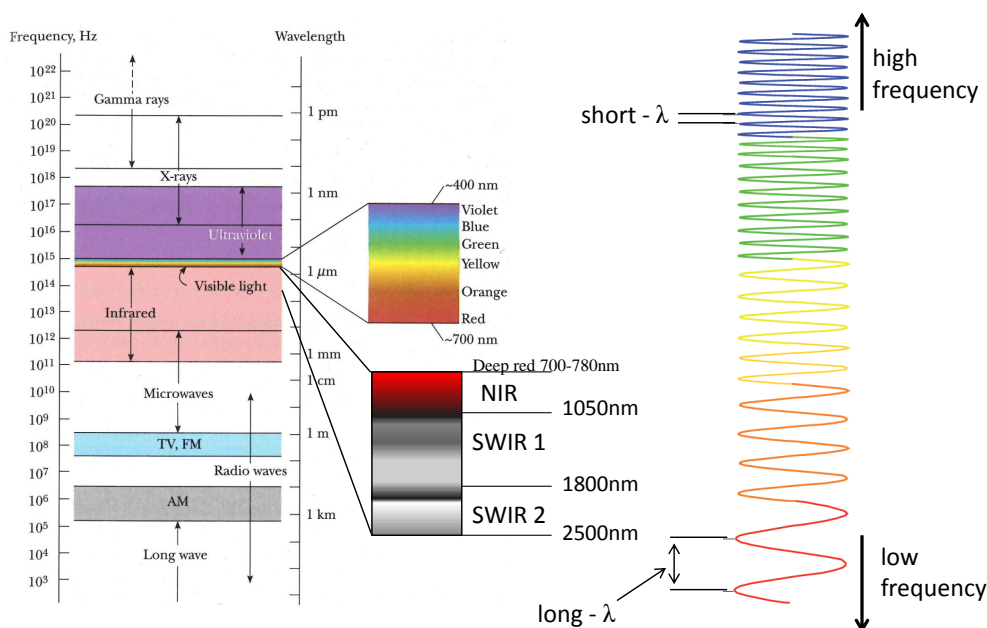 Frequency, Hz
Wavelength
10²²
10²¹
10²⁰
10¹⁹
10¹⁸
10¹⁷
10¹⁶
10¹⁵
10¹⁴
10¹³
10¹²
10¹¹
10¹⁰
10⁹
10⁸
10⁷
10⁶
10⁵
10⁴
10³
Gamma rays
X-rays
Ultraviolet
Visible light
Infrared
Microwaves
TV, FM
Radio waves
AM
Long wave
1 pm
1 nm
1 μm
1 mm
1 cm
1 m
1 km
~400 nm
Violet
Blue
Green
Yellow
Orange
Red
~700 nm
Deep red 700-780nm
NIR
1050nm
SWIR 1
1800nm
SWIR 2
2500nm
high
frequency
short - λ
low
frequency
long - λ